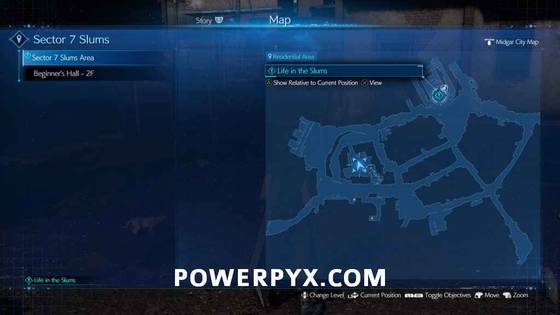 Story
Map
Sector 7 Slums
Midgar City Map
Sector 7 Slums Area
Beginner's Hall - 2F
Residential Area
Life in the Slums
Show Relative to Current Position View
Life in the Slums
POWERPYX.COM
Change Level Current Position Toggle Objectives Move Zoom